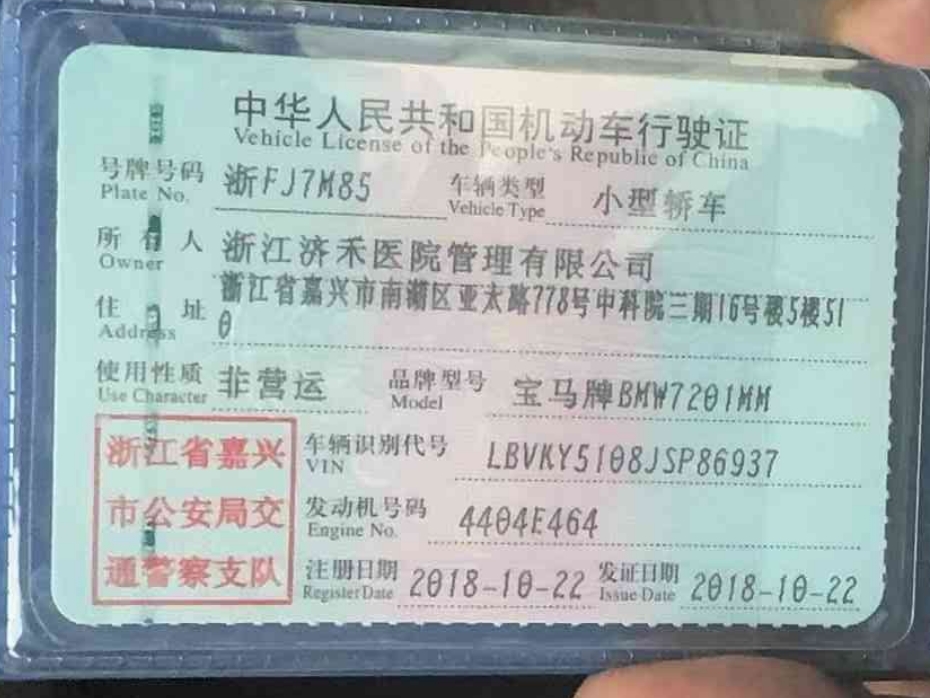 中华人民共和国机动车行驶证
Vehicle License of the People's Republic of China
号牌号码 浙FJ7M85 车辆类型 小型轿车
Plate No. Vehicle Type
所有人 浙江济禾医院管理有限公司
Owner
住址 浙江省嘉兴市南湖区亚太路778号中科院三期16号楼5楼51
Address 0
使用性质 非营运 品牌型号 宝马牌BMW7201MM
Use Character Model
浙江省嘉兴 车辆识别代号 LBVKY5108JSP86937
VIN
市公安局交 发动机号码 4404E464
Engine No.
通警察支队 注册日期 2018-10-22 发证日期 2018-10-22
Register Date Issue Date